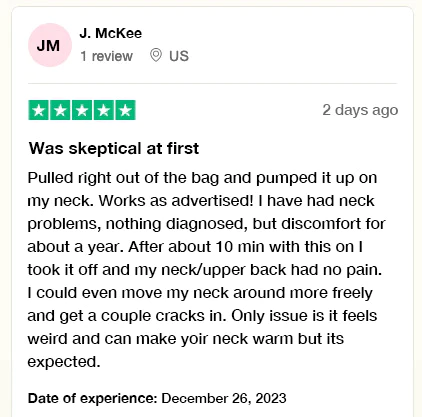 JM
J. McKee
1 review US
2 days ago
Was skeptical at first
Pulled right out of the bag and pumped it up on
my neck. Works as advertised! I have had neck
problems, nothing diagnosed, but discomfort for
about a year. After about 10 min with this on I
took it off and my neck/upper back had no pain.
I could even move my neck around more freely
and get a couple cracks in. Only issue is it feels
weird and can make yoir neck warm but its
expected.
Date of experience: December 26, 2023